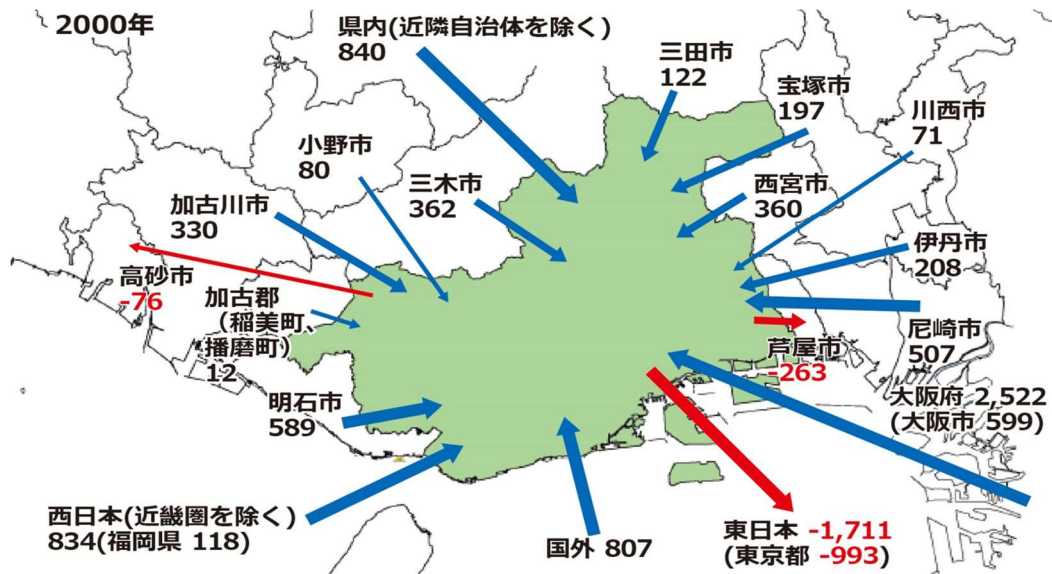 2000年
県内(近隣自治体を除く)
840
三田市
122
宝塚市
197
川西市
71
小野市
80
三木市
362
西宮市
360
加古川市
330
伊丹市
208
高砂市
-76
加古郡
(稲美町、
播磨町)
12
尼崎市
507
芦屋市
-263
明石市
589
大阪府 2,522
(大阪市 599)
西日本(近畿圏を除く)
834(福岡県 118)
国外 807
東日本 -1,711
(東京都 -993)